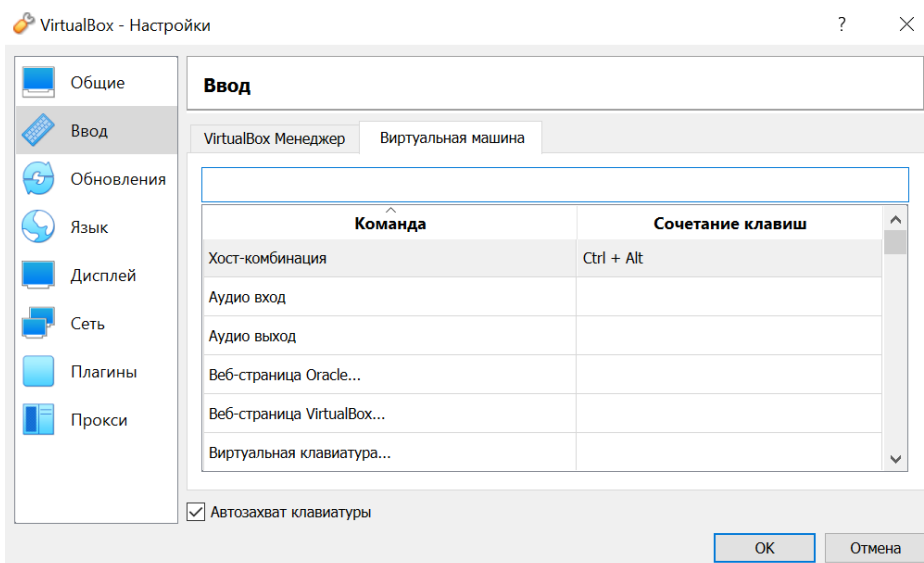 VirtualBox - Настройки
?
Общие
Ввод
Обновления
Язык
Дисплей
Сеть
Плагины
Прокси
Ввод
VirtualBox Менеджер Виртуальная машина
Команда Сочетание клавиш
Хост-комбинация Ctrl + Alt
Аудио вход
Аудио выход
Веб-страница Oracle...
Веб-страница VirtualBox...
Виртуальная клавиатура...
Автозахват клавиатуры
OK Отмена